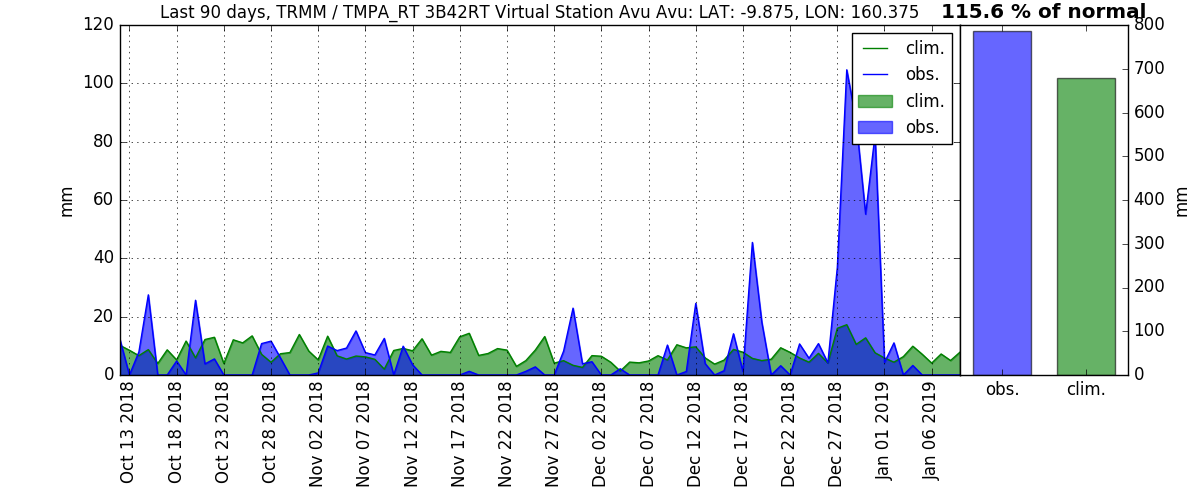 Last 90 days, TRMM / TMPA_RT 3B42RT Virtual Station Avu Avu: LAT: -9.875, LON: 160.375
115.6 % of normal
120
100
80
60
40
20
0
mm
clim.
obs.
clim.
obs.
800
700
600
500
400
300
200
100
0
mm
Oct 13 2018
Oct 18 2018
Oct 23 2018
Oct 28 2018
Nov 02 2018
Nov 07 2018
Nov 12 2018
Nov 17 2018
Nov 22 2018
Nov 27 2018
Dec 02 2018
Dec 07 2018
Dec 12 2018
Dec 17 2018
Dec 22 2018
Dec 27 2018
Jan 01 2019
Jan 06 2019
obs.
clim.